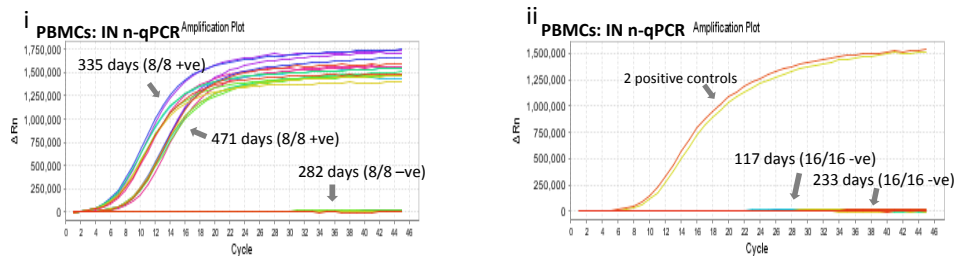 i
PBMCs: IN n-qPCR Amplification Plot
1,750,000
1,500,000
1,250,000
1,000,000
750,000
500,000
250,000
0
ΔRn
335 days (8/8 +ve)
471 days (8/8 +ve)
282 days (8/8 –ve)
0 2 4 6 8 10 12 14 16 18 20 22 24 26 28 30 32 34 36 38 40 42 44 46
Cycle
ii
PBMCs: IN n-qPCR Amplification Plot
1,500,000
1,250,000
1,000,000
750,000
500,000
250,000
0
ΔRn
2 positive controls
117 days (16/16 -ve)
233 days (16/16 -ve)
0 2 4 6 8 10 12 14 16 18 20 22 24 26 28 30 32 34 36 38 40 42 44 46
Cycle